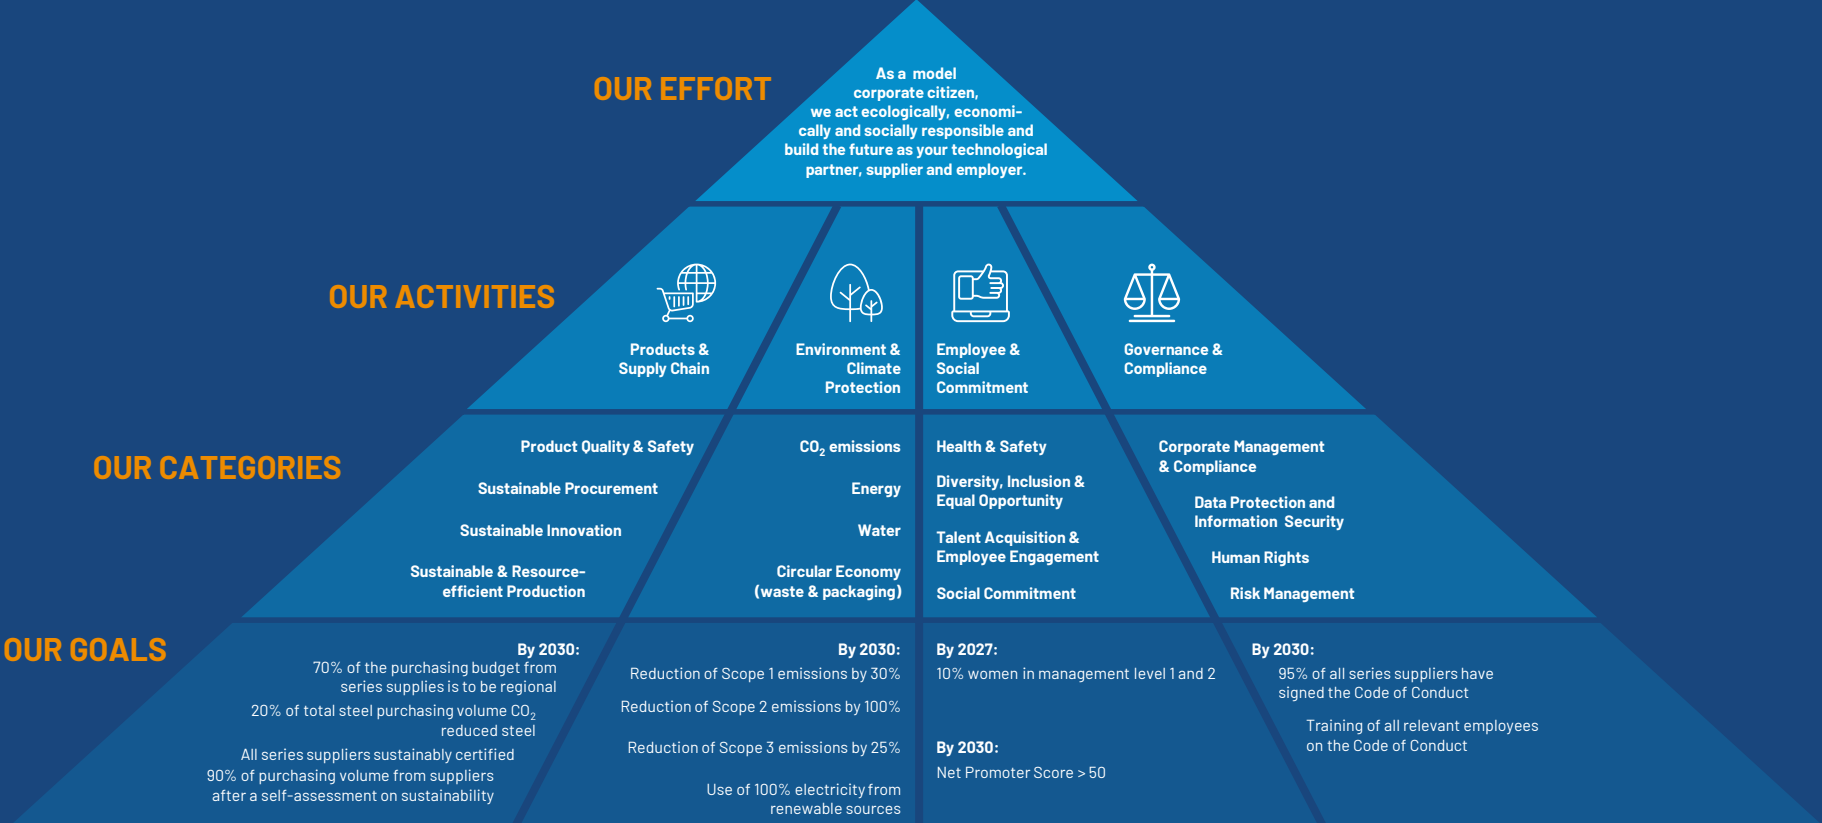 OUR EFFORT
As a model
corporate citizen,
we act ecologically, economi-
cally and socially responsible and
build the future as your technological
partner, supplier and employer.
OUR ACTIVITIES
Products &
Supply Chain
Environment &
Climate
Protection
Employee &
Social
Commitment
Governance &
Compliance
OUR CATEGORIES
Product Quality & Safety
Sustainable Procurement
Sustainable Innovation
Sustainable & Resource-
efficient Production
CO₂ emissions
Energy
Water
Circular Economy
(waste & packaging)
Health & Safety
Diversity, Inclusion &
Equal Opportunity
Talent Acquisition &
Employee Engagement
Social Commitment
Corporate Management
& Compliance
Data Protection and
Information Security
Human Rights
Risk Management
OUR GOALS
By 2030:
70% of the purchasing budget from
series supplies is to be regional
20% of total steel purchasing volume CO₂
reduced steel
All series suppliers sustainably certified
90% of purchasing volume from suppliers
after a self-assessment on sustainability
By 2030:
Reduction of Scope 1 emissions by 30%
Reduction of Scope 2 emissions by 100%
Reduction of Scope 3 emissions by 25%
Use of 100% electricity from
renewable sources
By 2027:
10% women in management level 1 and 2
By 2030:
Net Promoter Score > 50
By 2030:
95% of all series suppliers have
signed the Code of Conduct
Training of all relevant employees
on the Code of Conduct